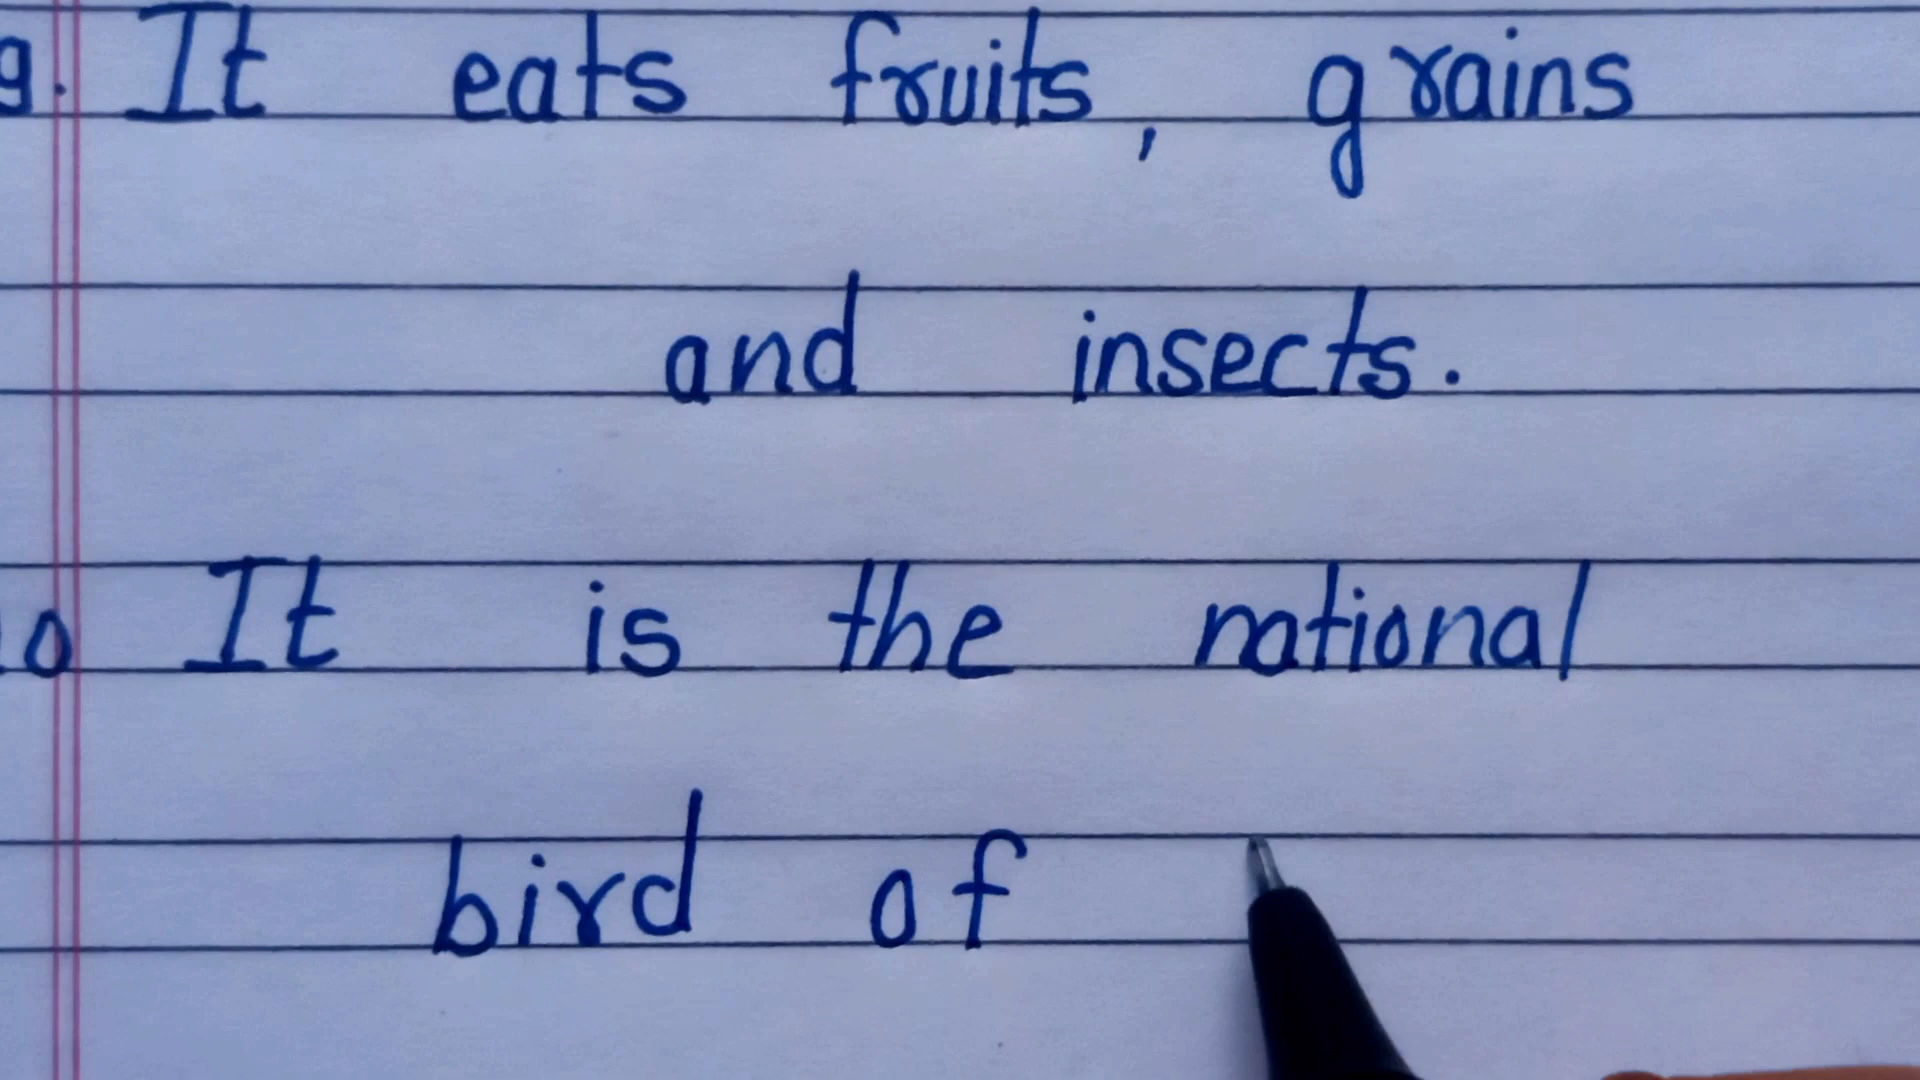 9. It eats fruits, grains
and insects.
10 It is the national
bird of